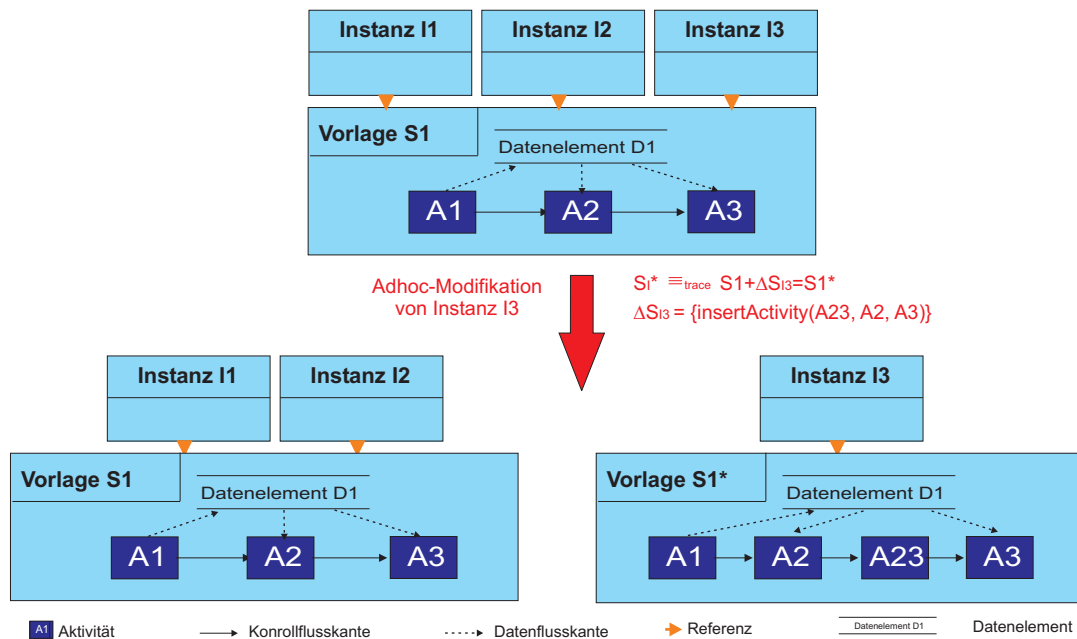 Instanz I1
Instanz I2
Instanz I3
Vorlage S1
Datenelement D1
A1
A2
A3
Adhoc-Modifikation
von Instanz I3
SI* ≡trace S1+ΔSI3=S1*
ΔSI3 = {insertActivity(A23, A2, A3)}
Instanz I1
Instanz I2
Instanz I3
Vorlage S1
Datenelement D1
A1
A2
A3
Vorlage S1*
Datenelement D1
A1
A2
A23
A3
A1 Aktivität
Konrollflusskante
Datenflusskante
Referenz
Datenelement D1
Datenelement